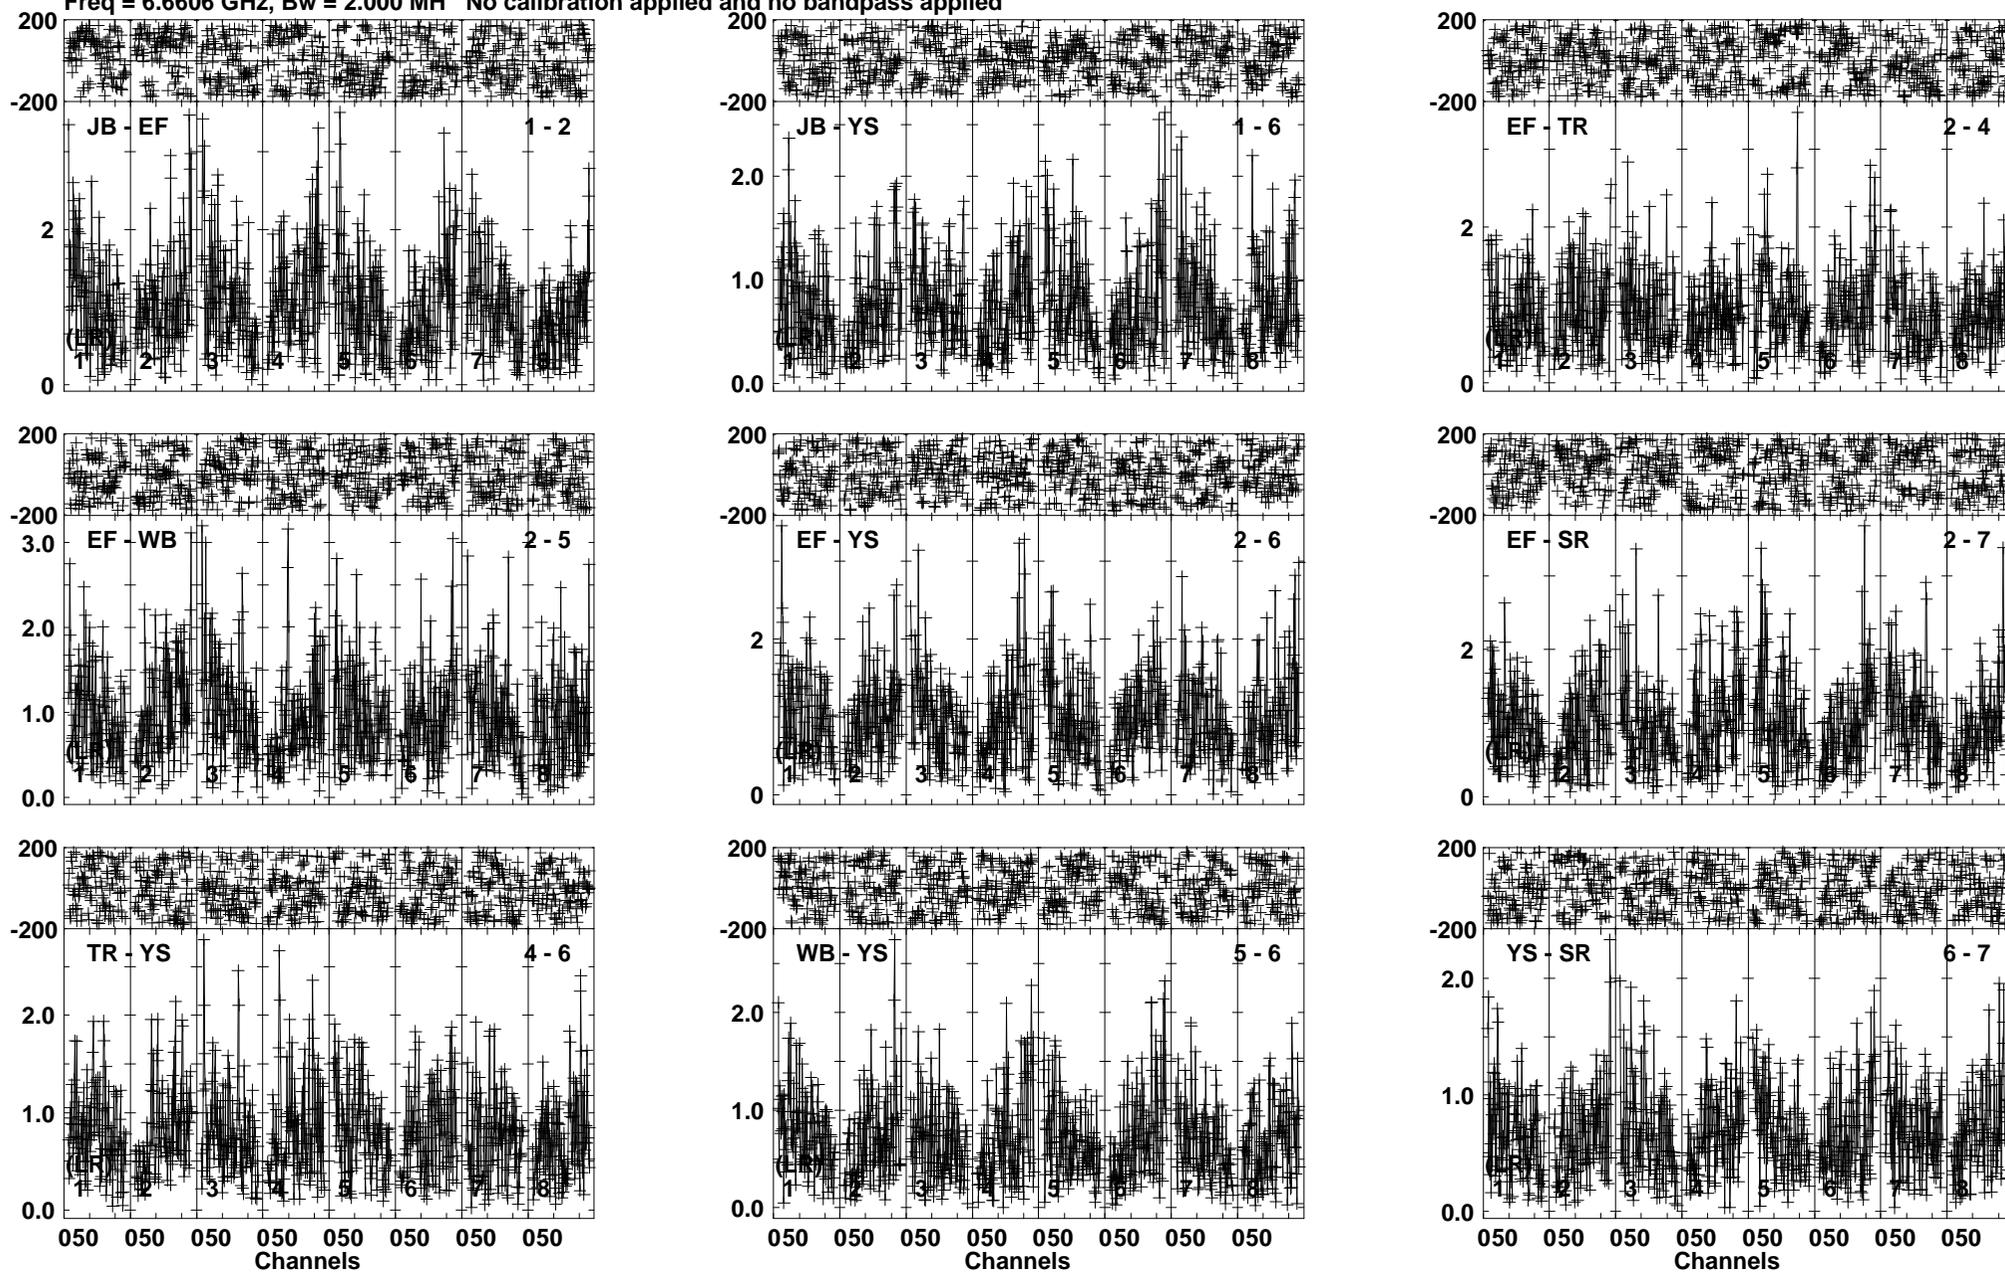 Freq = 6.6606 GHz, Bw = 2.000 MH No calibration applied and no bandpass applied
200
-200
JB - EF 1 - 2
2
0
(LR)
1 2 3 4 5 6 7 8
200
-200
JB - YS 1 - 6
2.0
1.0
0.0
(LR)
1 2 3 4 5 6 7 8
200
-200
EF - TR 2 - 4
2
0
(LR)
1 2 3 4 5 6 7 8
200
-200
EF - WB 2 - 5
3.0
2.0
1.0
0.0
(LR)
1 2 3 4 5 6 7 8
200
-200
EF - YS 2 - 6
2
0
(LR)
1 2 3 4 5 6 7 8
200
-200
EF - SR 2 - 7
2
0
(LR)
1 2 3 4 5 6 7 8
200
-200
TR - YS 4 - 6
2.0
1.0
0.0
(LR)
1 2 3 4 5 6 7 8
050 050 050 050 050 050 050 050
Channels
200
-200
WB - YS 5 - 6
2.0
1.0
0.0
(LR)
1 2 3 4 5 6 7 8
050 050 050 050 050 050 050 050
Channels
200
-200
YS - SR 6 - 7
2.0
1.0
0.0
(LR)
1 2 3 4 5 6 7 8
050 050 050 050 050 050 050 050
Channels